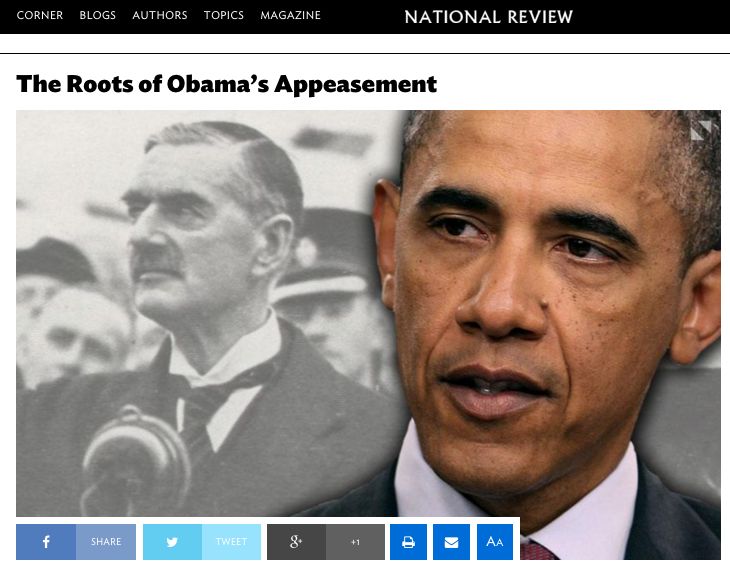 CORNER BLOGS AUTHORS TOPICS MAGAZINE NATIONAL REVIEW
The Roots of Obama's Appeasement
f SHARE TWEET g+ +1 AA